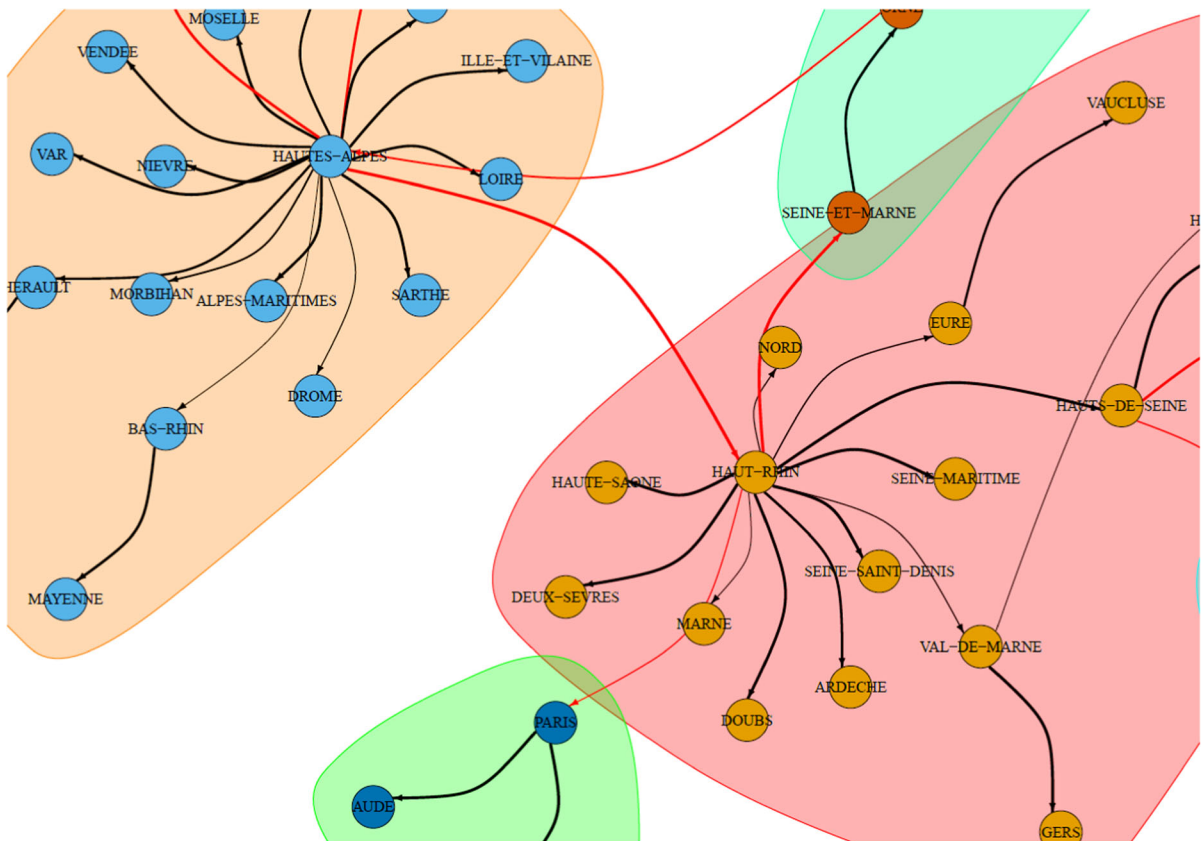 MOSELLE
VENDEE
ILLE−ET−VILAINE
VAUCLUSE
VAR
NIEVRE
HAUTES−ALPES
LOIRE
SEINE−ET−MARNE
H
HERAULT
MORBIHAN
ALPES−MARITIMES
SARTHE
EURE
NORD
DROME
HAUTS−DE−SEINE
BAS−RHIN
HAUT−RHIN
HAUTE−SAONE
SEINE−MARITIME
SEINE−SAINT−DENIS
MAYENNE
DEUX−SEVRES
MARNE
VAL−DE−MARNE
ARDECHE
PARIS
DOUBS
AUDE
GERS